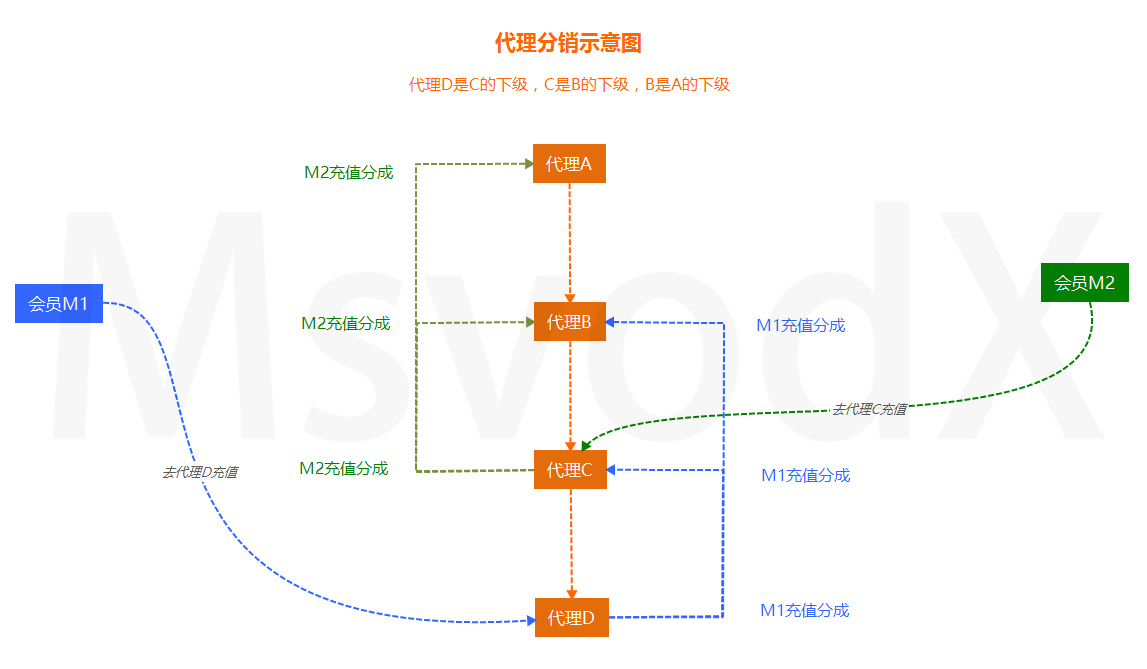 代理分销示意图
代理D是C的下级，C是B的下级，B是A的下级
代理A
M2充值分成
MsvodX
会员M2
会员M1
M2充值分成
代理B
M1充值分成
去代理C充值
去代理D充值
M2充值分成
代理C
M1充值分成
代理D
M1充值分成